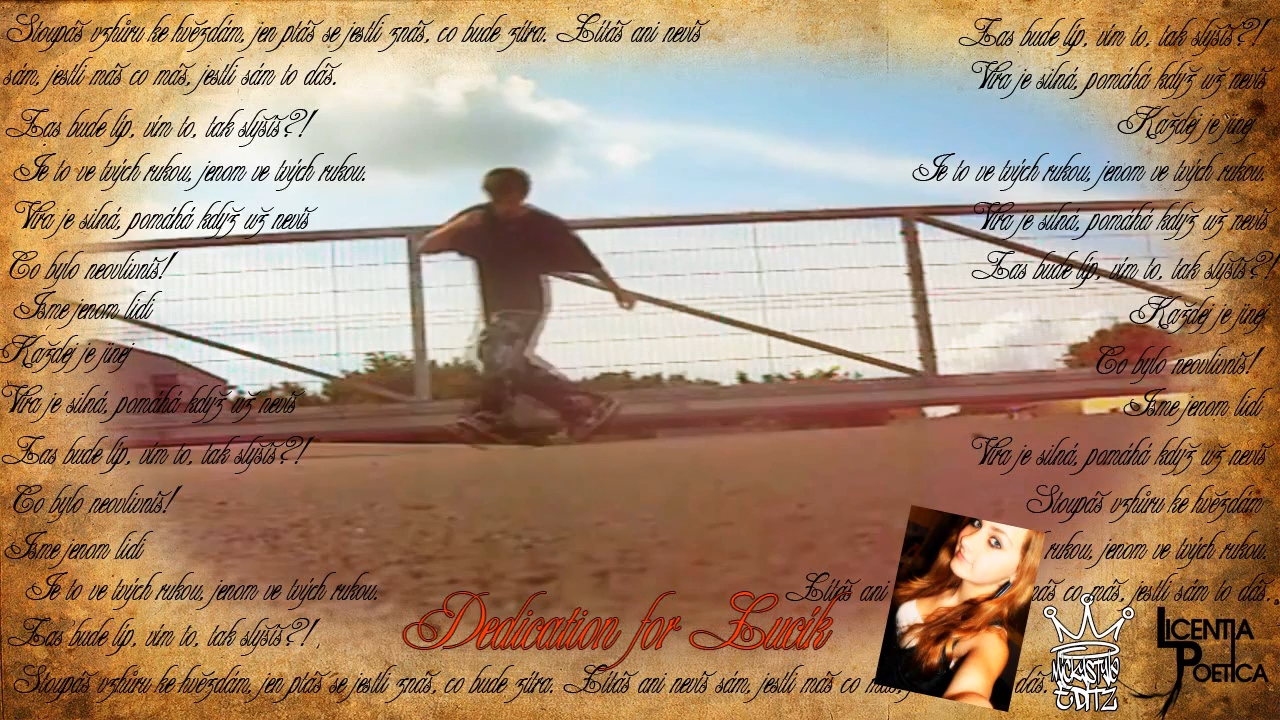 Stoupáš vzhůru ke hvězdám, jen ptáš se jestli znáš, co bude zítra. Lítáš ani nevíš
sám, jestli máš co máš, jestli sám to dáš.
Zas bude líp, vím to, tak slyšíš?!
Je to ve tvých rukou, jenom ve tvých rukou.
Víra je silná, pomáhá když už nevíš
Co bylo neovlivníš!
Jsme jenom lidi
Každej je jinej
Víra je silná, pomáhá když už nevíš
Zas bude líp, vím to, tak slyšíš?!
Co bylo neovlivníš!
Jsme jenom lidi
Je to ve tvých rukou, jenom ve tvých rukou.
Zas bude líp, vím to, tak slyšíš?!
Stoupáš vzhůru ke hvězdám, jen ptáš se jestli znáš, co bude zítra. Lítáš ani nevíš sám, jestli máš co dáš.
Zas bude líp, vím to, tak slyšíš?!
Víra je silná, pomáhá když už nevíš
Každej je jinej
Je to ve tvých rukou, jenom ve tvých rukou.
Víra je silná, pomáhá když už nevíš
Zas bude líp, vím to, tak slyšíš?!
Každej je jinej
Co bylo neovlivníš!
Jsme jenom lidi
Víra je silná, pomáhá když už nevíš
Stoupáš vzhůru ke hvězdám
rukou, jenom ve tvých rukou.
Lítáš ani máš co máš, jestli sám to dáš.
Dedication for Lucík
EDITZ
LICENTIA
POETICA